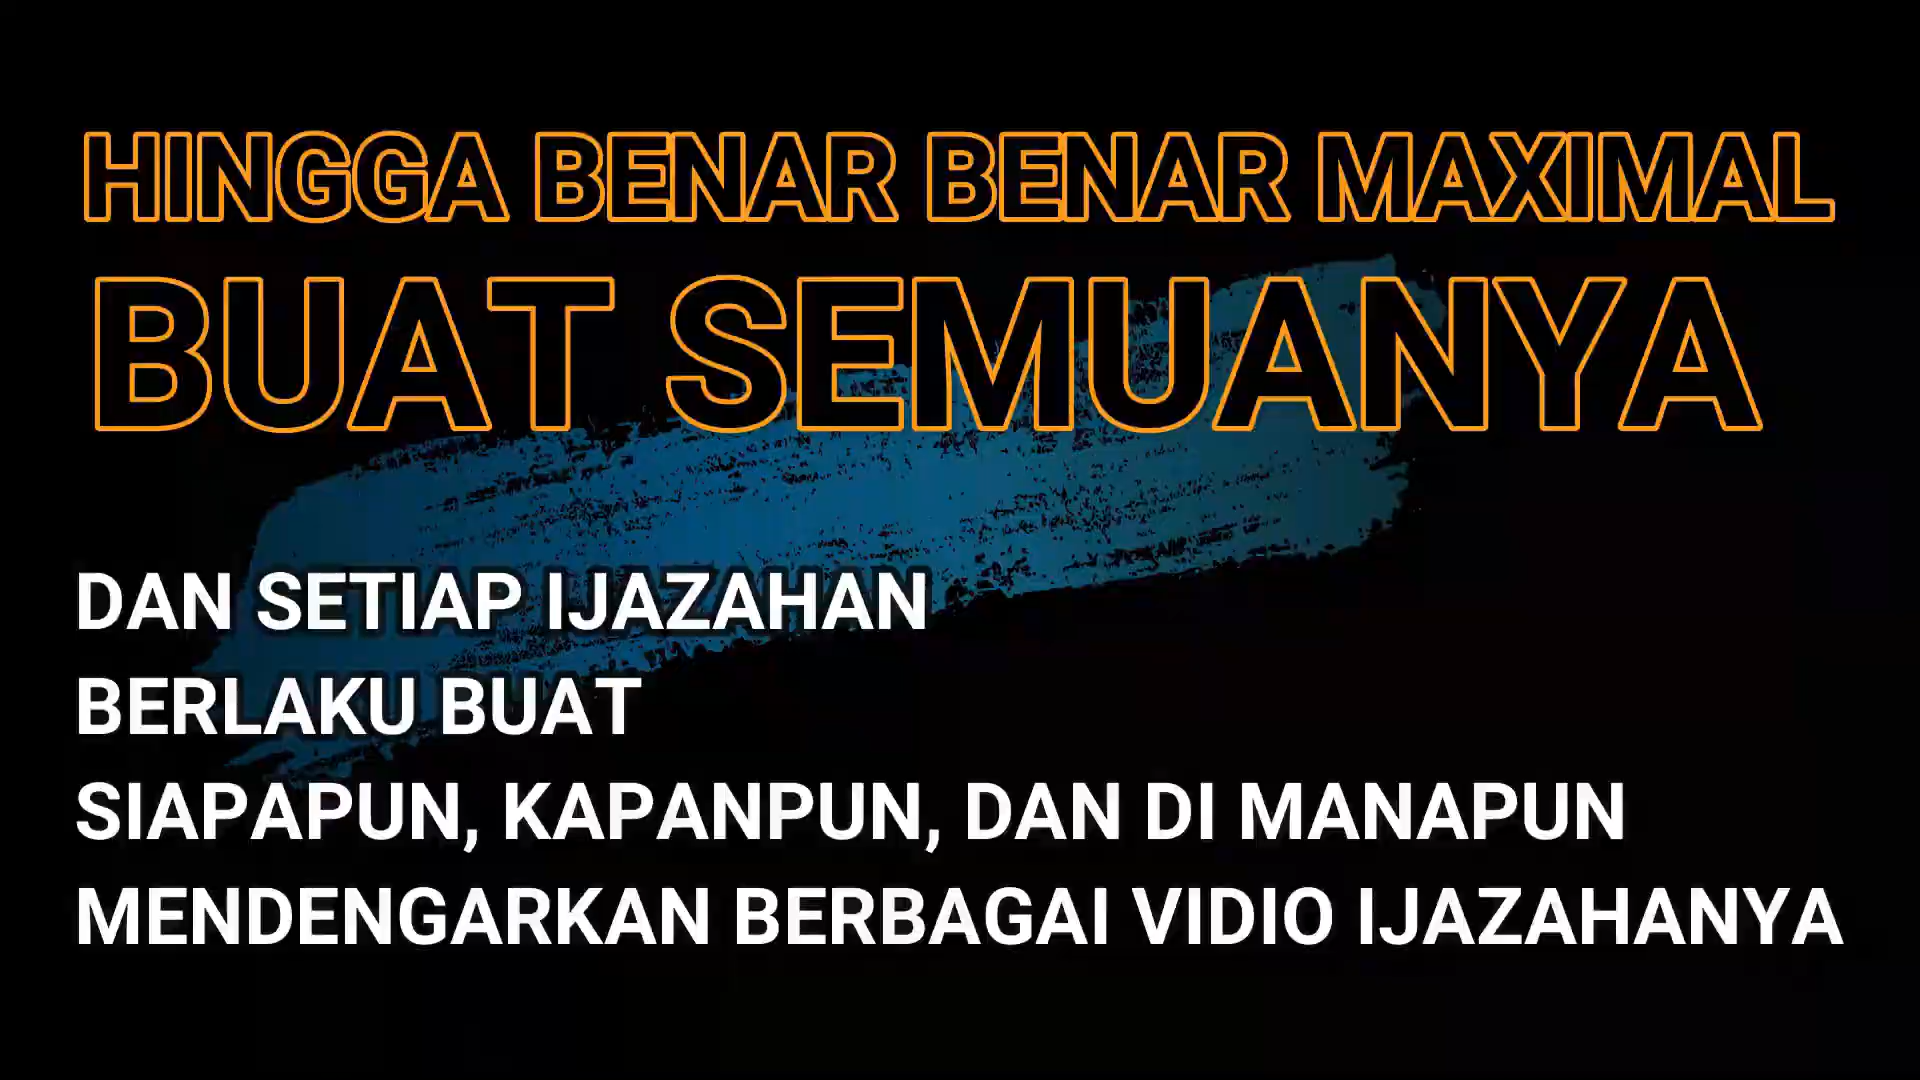 HINGGA BENAR BENAR MAXIMAL
BUAT SEMUANYA
DAN SETIAP IJAZAHAN
BERLAKU BUAT
SIAPAPUN, KAPANPUN, DAN DI MANAPUN
MENDENGARKAN BERBAGAI VIDIO IJAZAHANYA